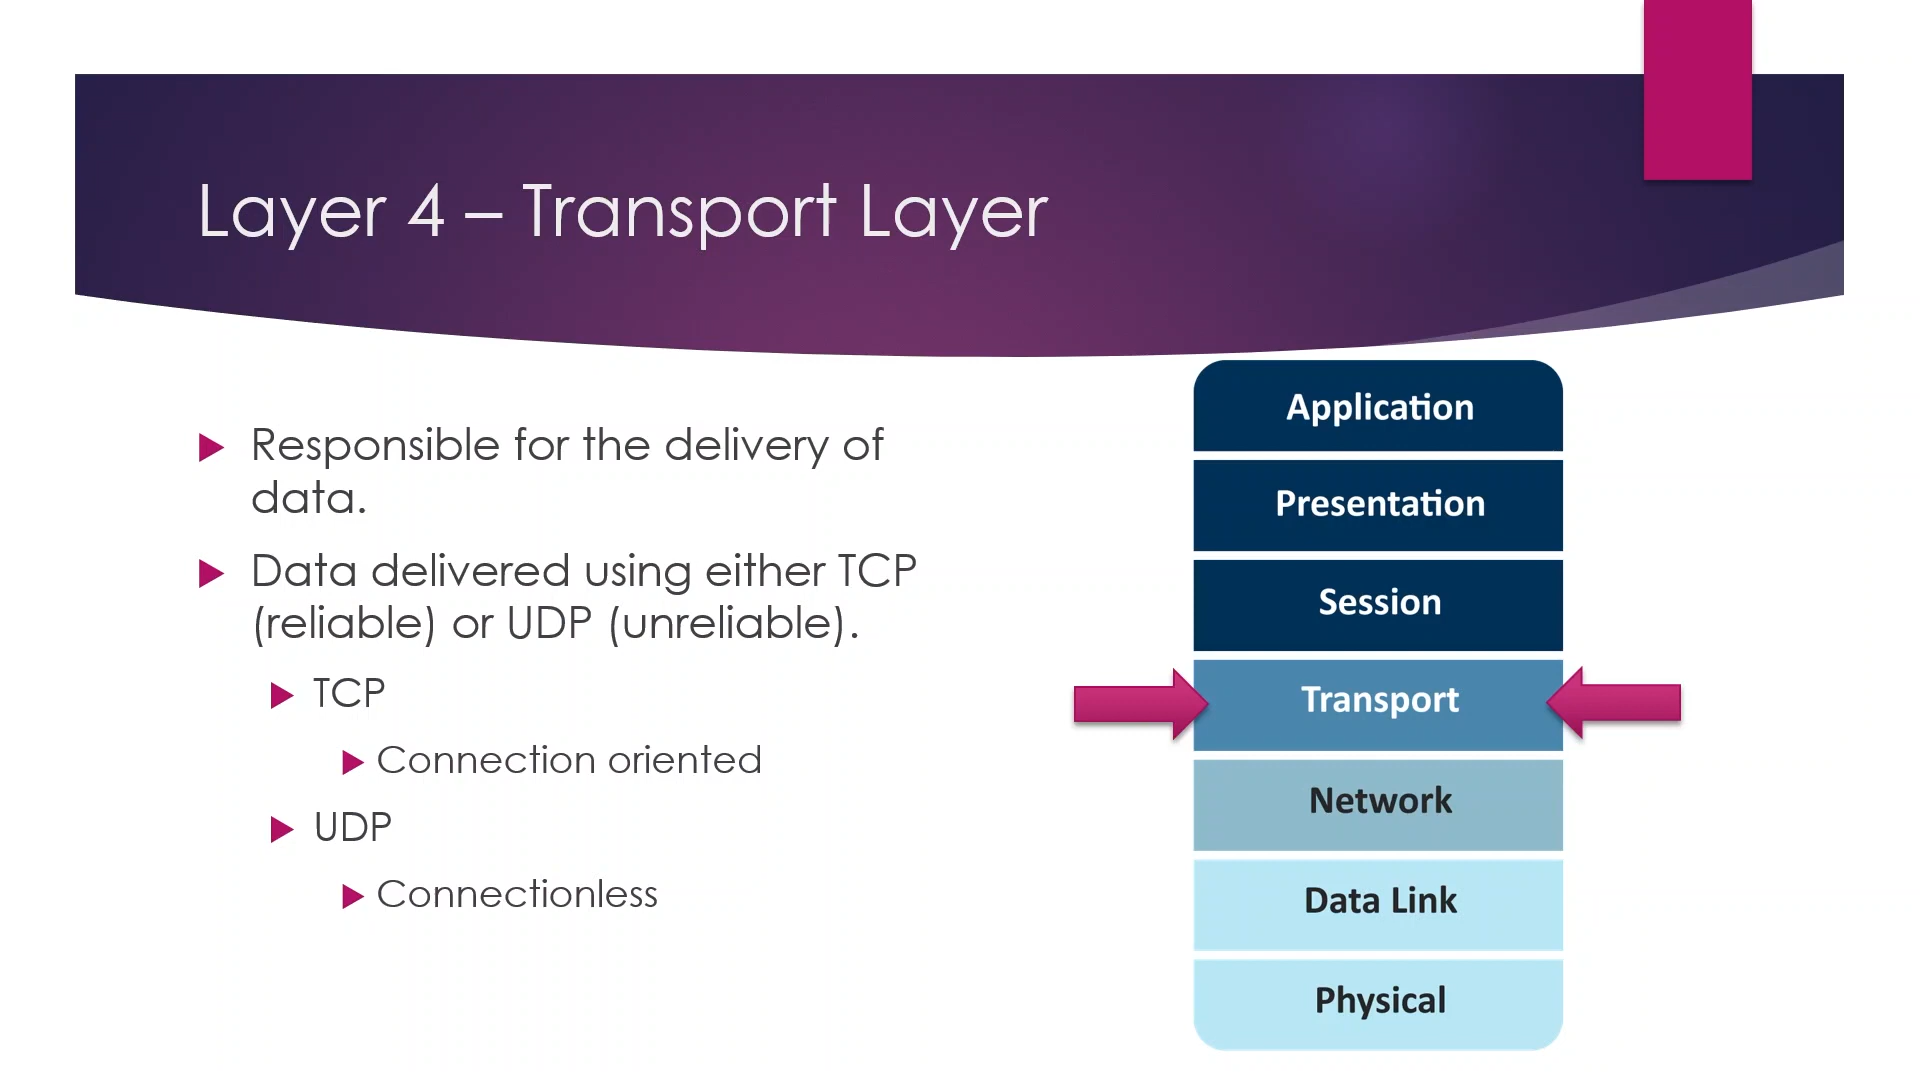 Layer 4 – Transport Layer
Responsible for the delivery of
data.
Data delivered using either TCP
(reliable) or UDP (unreliable).
TCP
Connection oriented
UDP
Connectionless
Application
Presentation
Session
Transport
Network
Data Link
Physical